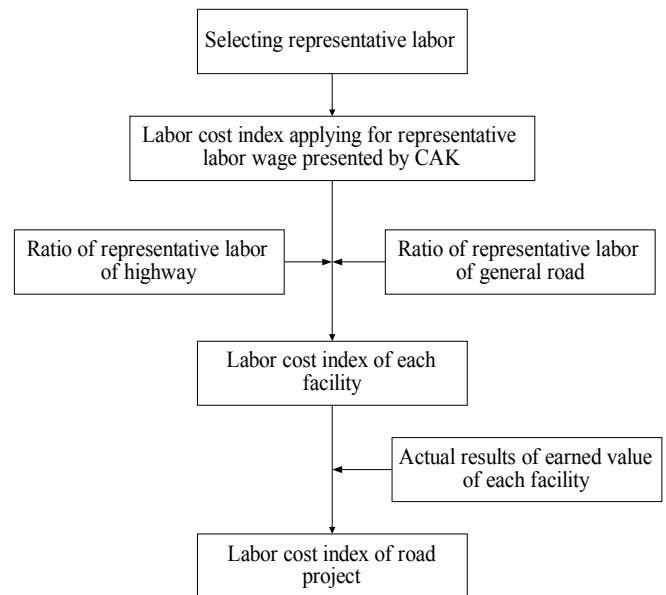 Selecting representative labor
Labor cost index applying for representative
labor wage presented by CAK
Ratio of representative labor
of highway
Ratio of representative labor
of general road
Labor cost index of each
facility
Actual results of earned value
of each facility
Labor cost index of road
project